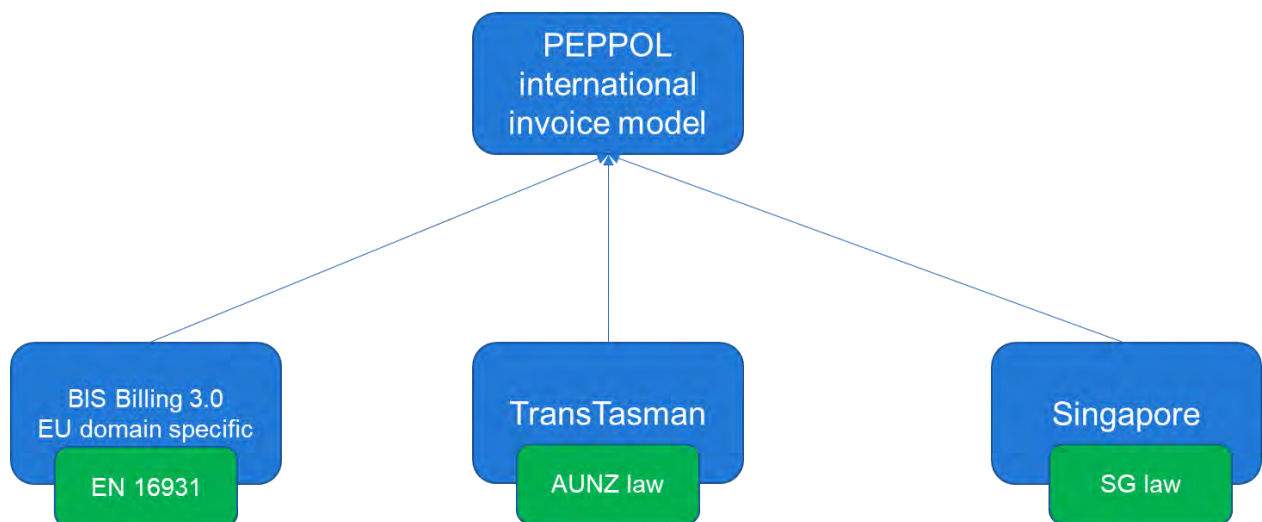 PEPPOL
international
invoice model
BIS Billing 3.0
EU domain specific
EN 16931
TransTasman
AUNZ law
Singapore
SG law